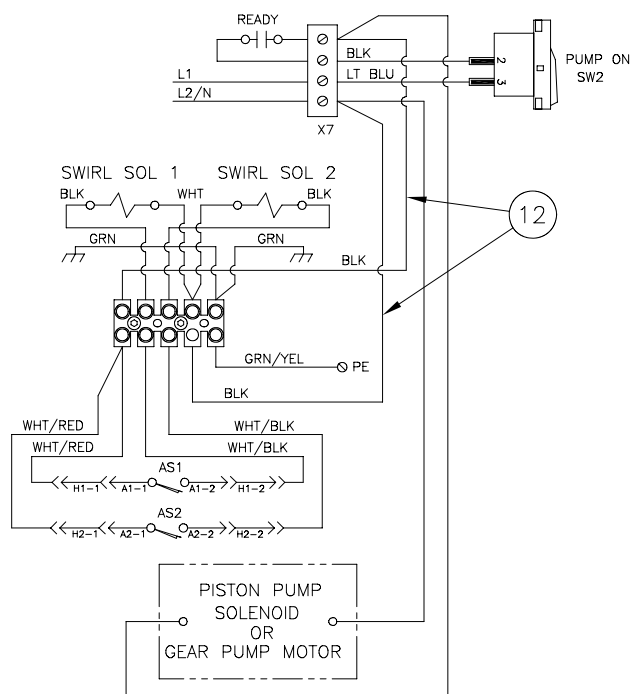 READY
BLK
L1
LT BLU
L2/N
X7
2
3
PUMP ON
SW2
SWIRL SOL 1
SWIRL SOL 2
BLK
WHT
BLK
GRN
GRN
BLK
12
GRN/YEL
PE
BLK
WHT/RED
WHT/BLK
WHT/RED
WHT/BLK
AS1
H1-1
A1-1
A1-2
H1-2
AS2
H2-1
A2-1
A2-2
H2-2
PISTON PUMP
SOLENOID
OR
GEAR PUMP MOTOR